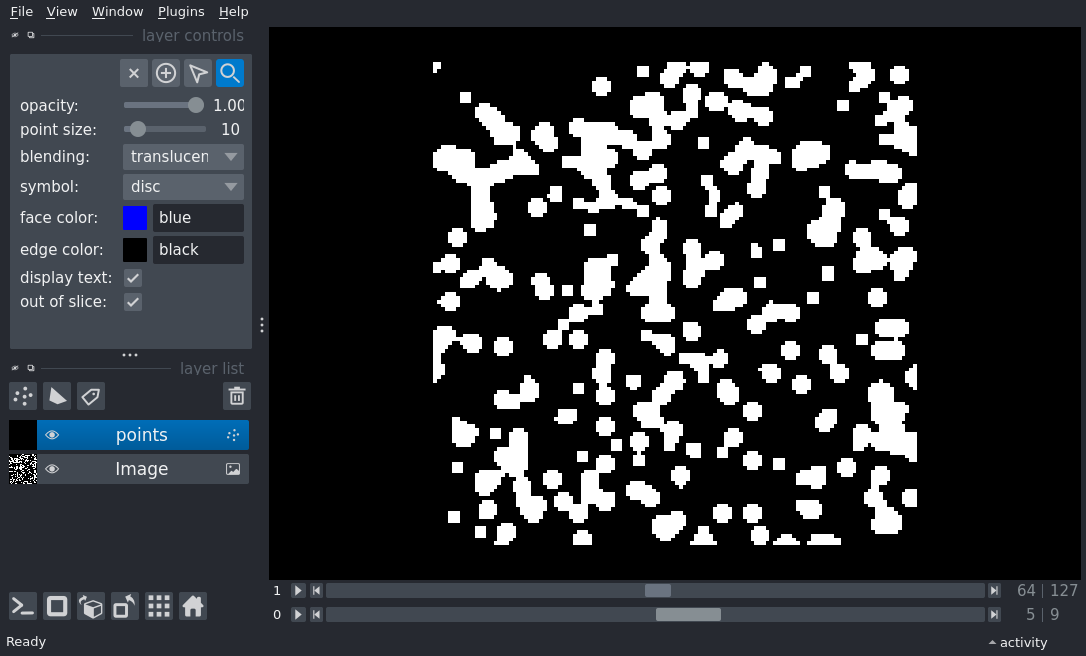 File View Window Plugins Help
layer controls
opacity: 1.00
point size: 10
blending: translucen
symbol: disc
face color: blue
edge color: black
display text:
out of slice:
layer list
points
Image
1 64 | 127
0 5 | 9
Ready activity